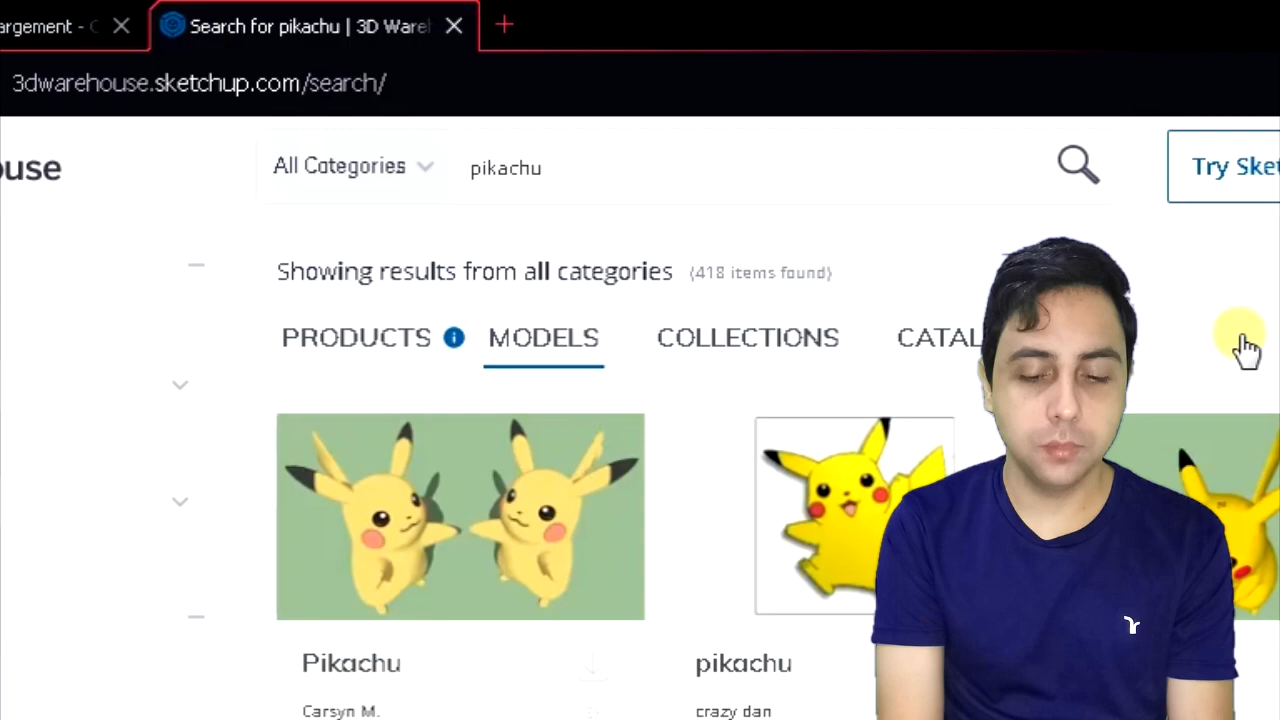 argement -
Search for pikachu | 3D Ware
3dwarehouse.sketchup.com/search/
ouse
All Categories
pikachu
Try Sket
Showing results from all categories (418 items found)
PRODUCTS MODELS COLLECTIONS CATAL
Pikachu
pikachu
Carsyn M.
crazy dan